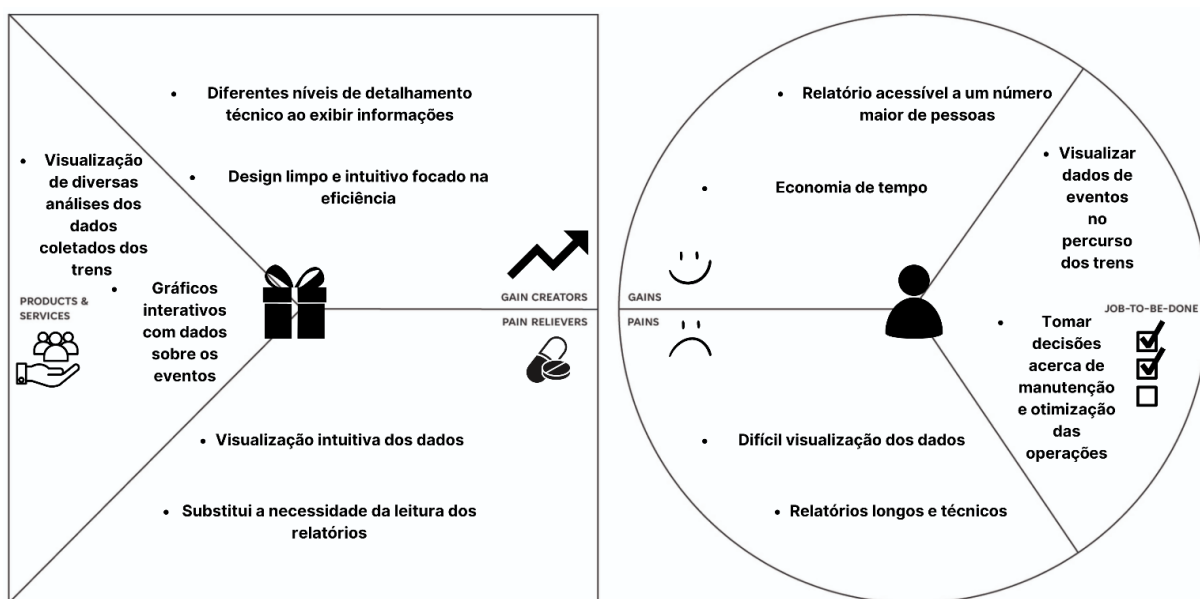 • Diferentes níveis de detalhamento
técnico ao exibir informações
• Design limpo e intuitivo focado na
eficiência
• Visualização
de diversas
análises dos
dados
coletados dos
trens
• Gráficos
interativos
com dados
sobre os
eventos
PRODUCTS &
SERVICES
GAIN CREATORS
PAIN RELIEVERS
• Visualização intuitiva dos dados
• Substitui a necessidade da leitura dos
relatórios
• Relatório acessível a um número
maior de pessoas
• Economia de tempo
GAINS
PAINS
• Difícil visualização dos dados
• Relatórios longos e técnicos
• Visualizar
dados de
eventos
no
percurso
dos trens
JOB-TO-BE-DONE
• Tomar
decisões
acerca de
manutenção
e otimização
das
operações